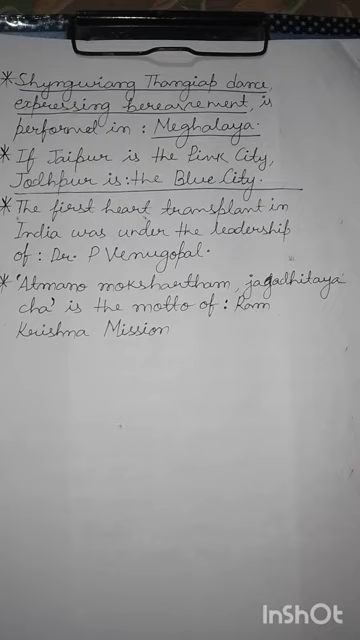 * Shyngwiang Thangiap dance,
expressing bereavement, is
performed in : Meghalaya.
* If Jaipur is the Pink City,
Jodhpur is : the Blue City.
* The first heart transplant in
India was under the leadership
of : Dr. P Venugopal.
* 'Atmano mokshartham, jagadhitaya
cha' is the motto of : Ram
Krishna Mission
InShOt